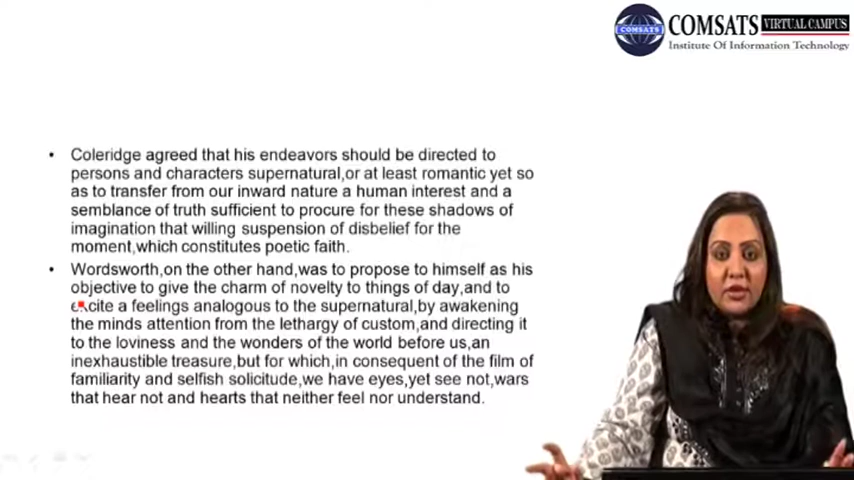 COMSATS
COMSATS VIRTUAL CAMPUS
Institute Of Information Technology
• Coleridge agreed that his endeavors should be directed to
persons and characters supernatural,or at least romantic yet so
as to transfer from our inward nature a human interest and a
semblance of truth sufficient to procure for these shadows of
imagination that willing suspension of disbelief for the
moment,which constitutes poetic faith.
• Wordsworth,on the other hand,was to propose to himself as his
objective to give the charm of novelty to things of day,and to
excite a feelings analogous to the supernatural,by awakening
the minds attention from the lethargy of custom,and directing it
to the loviness and the wonders of the world before us,an
inexhaustible treasure,but for which,in consequent of the film of
familiarity and selfish solicitude,we have eyes,yet see not,wars
that hear not and hearts that neither feel nor understand.